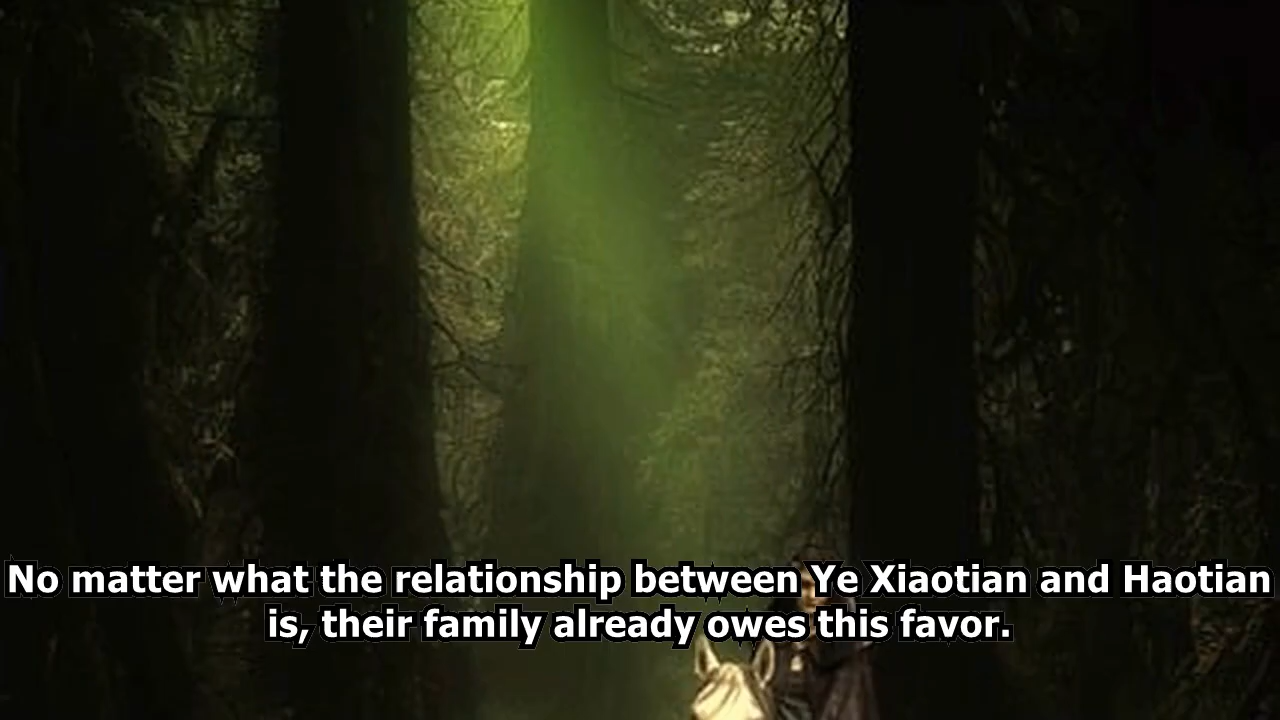 No matter what the relationship between Ye Xiaotian and Haotian
is, their family already owes this favor.